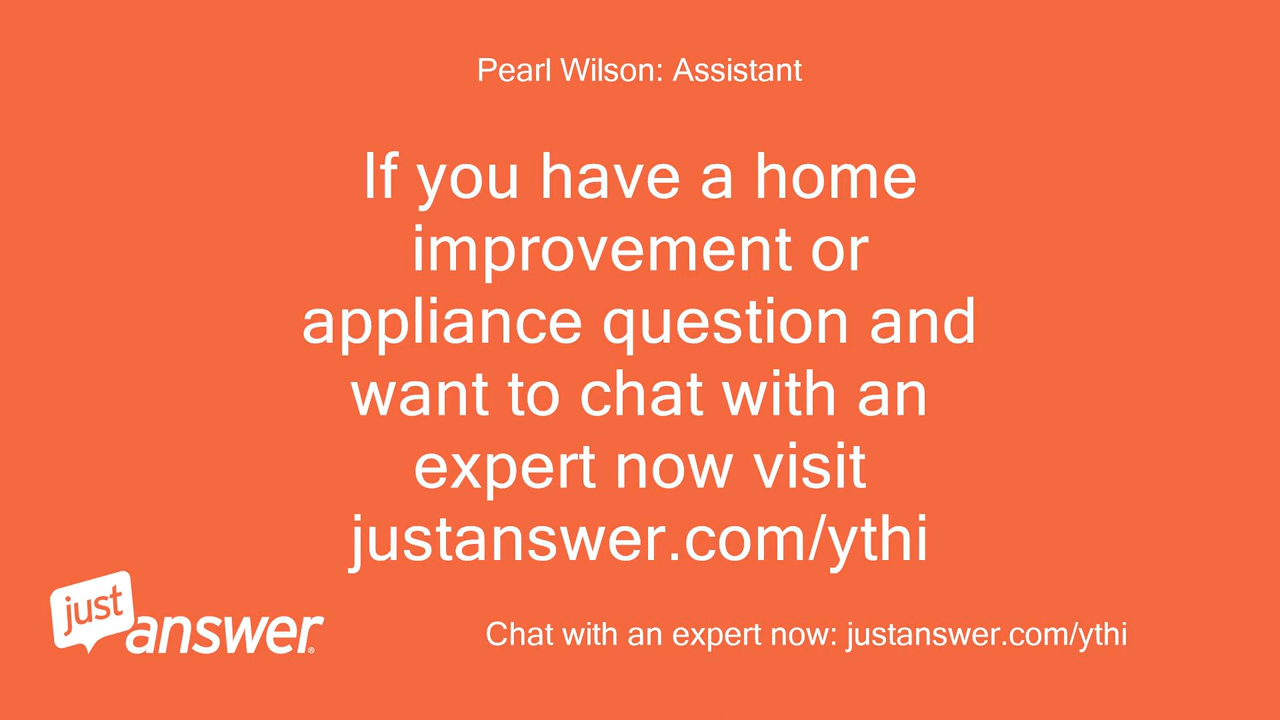 Pearl Wilson: Assistant
If you have a home
improvement or
appliance question and
want to chat with an
expert now visit
justanswer.com/ythi
just
answer®
Chat with an expert now: justanswer.com/ythi